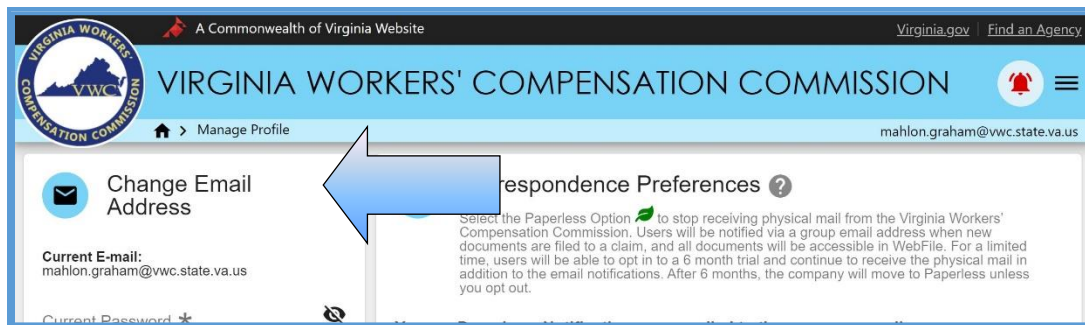 A Commonwealth of Virginia Website
Virginia.gov | Find an Agency
VIRGINIA WORKERS' COMPENSATION COMMISSION
VIRGINIA WORKERS' COMPENSATION COMMISSION
VWC
> Manage Profile
mahlon.graham@vwc.state.va.us
Change Email
Address
Current E-mail:
mahlon.graham@vwc.state.va.us
Current Password *
respondence Preferences ?
Select the Paperless Option to stop receiving physical mail from the Virginia Workers'
Compensation Commission. Users will be notified via a group email address when new
documents are filed to a claim, and all documents will be accessible in WebFile. For a limited
time, users will be able to opt in to a 6 month trial and continue to receive the physical mail in
addition to the email notifications. After 6 months, the company will move to Paperless unless
you opt out.